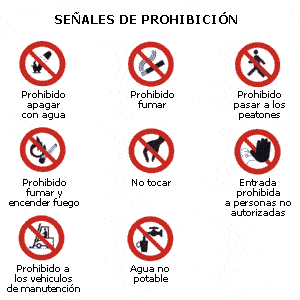 SEÑALES DE PROHIBICIÓN
Prohibido
apagar
con agua
Prohibido
fumar
Prohibido
pasar a los
peatones
Prohibido
fumar y
encender fuego
No tocar
Entrada
prohibida
a personas no
autorizadas
Prohibido a
los vehiculos
de manutención
Agua no
potable